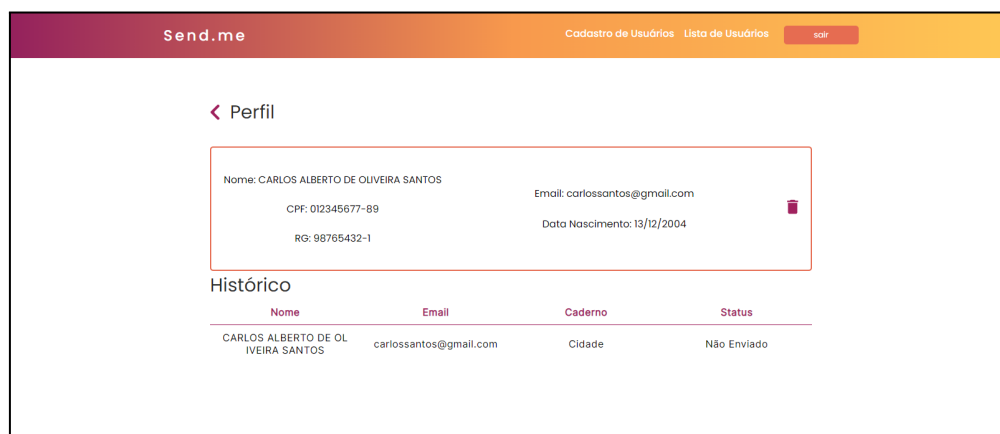 Send.me
Cadastro de Usuários Lista de Usuários sair
Perfil
Nome: CARLOS ALBERTO DE OLIVEIRA SANTOS
CPF: 012345677-89
RG: 98765432-1
Email: carlossantos@gmail.com
Data Nascimento: 13/12/2004
Histórico
Nome Email Caderno Status
CARLOS ALBERTO DE OL
IVEIRA SANTOS
carlossantos@gmail.com Cidade Não Enviado